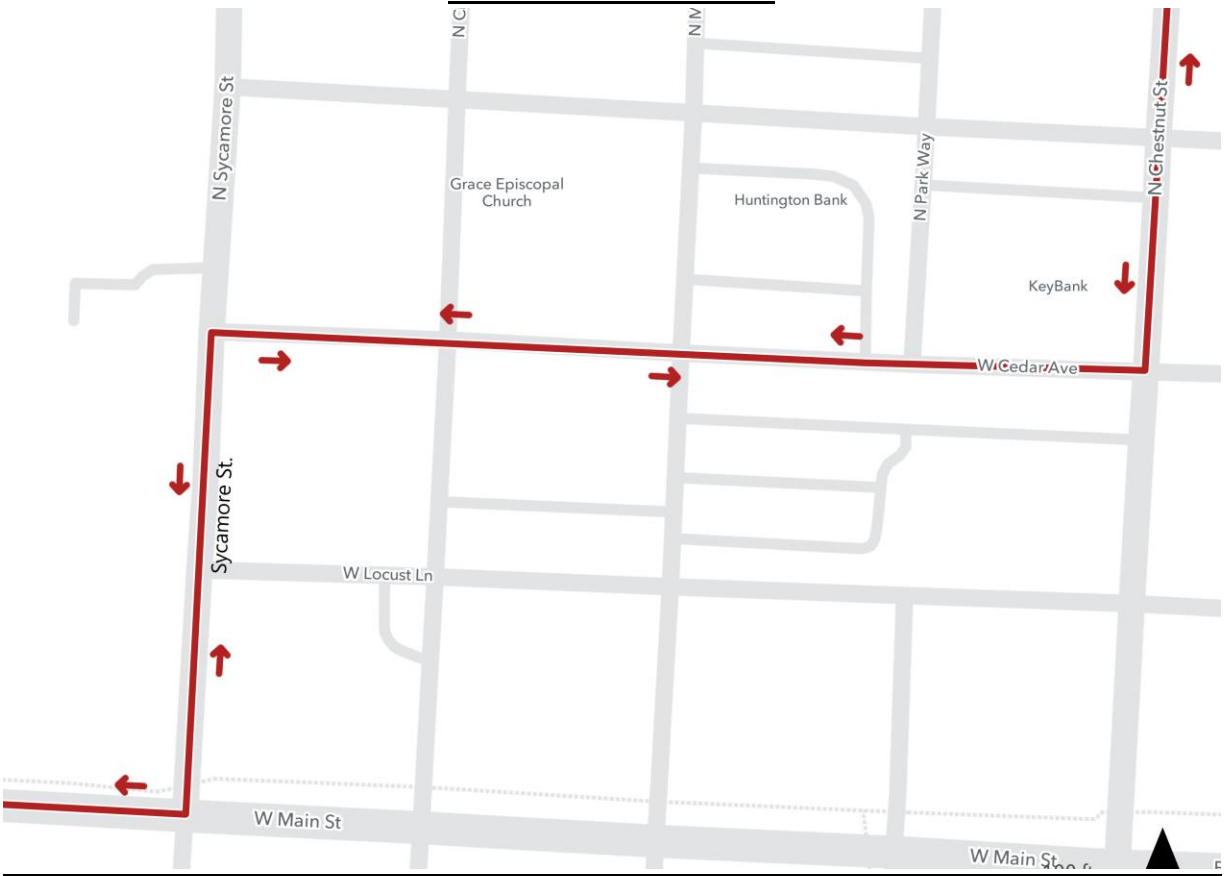 N C
N M
N Sycamore St
N Chestnut St
Grace Episcopal
Church
Huntington Bank
N Park Way
KeyBank
W Cedar Ave
Sycamore St.
W Locust Ln
W Main St
W Main St